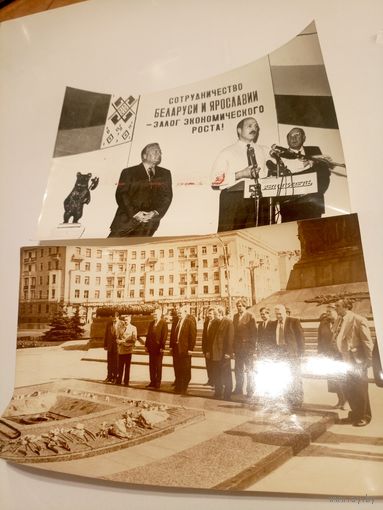 СОТРУДНИЧЕСТВО
БЕЛАРУСИ И ЯРОСЛАВИИ
– ЗАЛОГ ЭКОНОМИЧЕСКОГО
РОСТА!